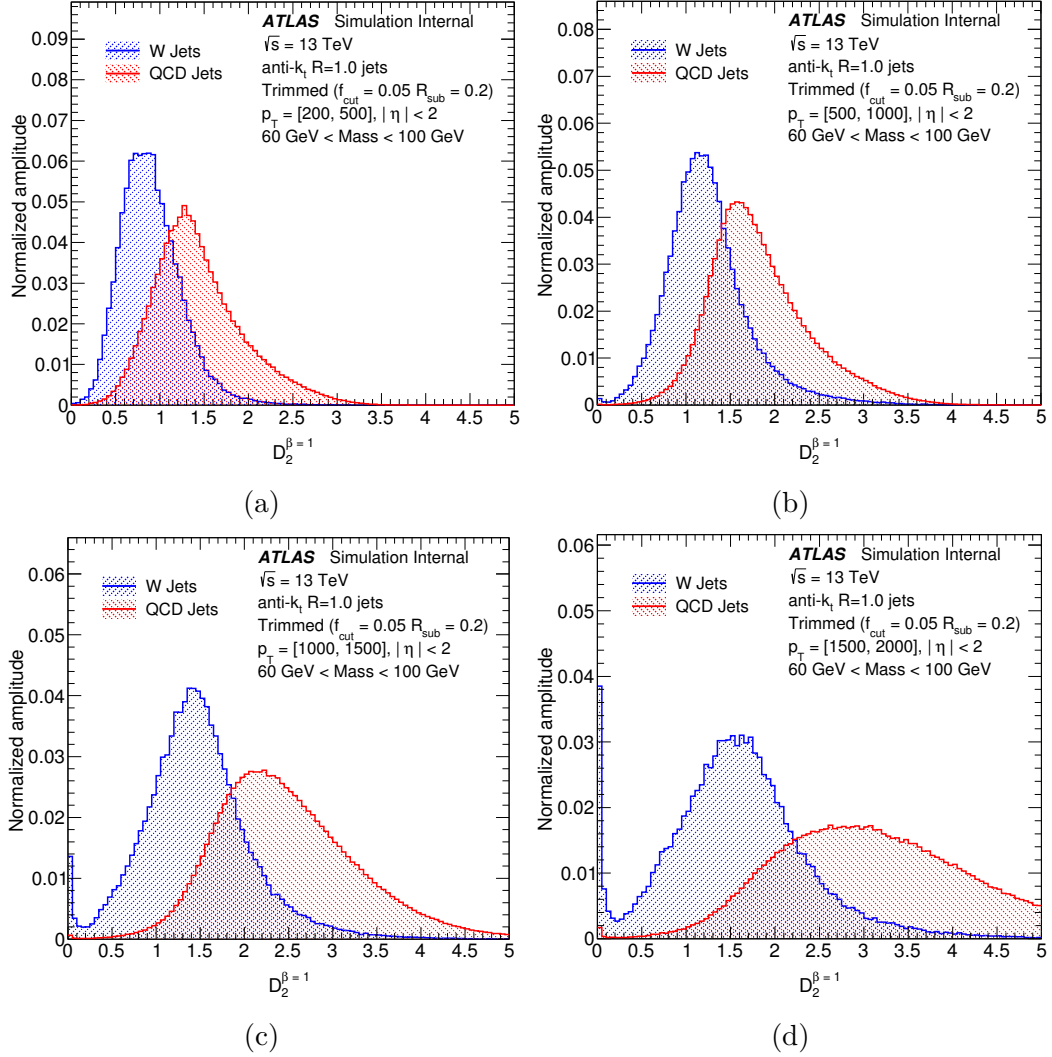 ATLAS Simulation Internal
√s = 13 TeV
anti-k_t R=1.0 jets
Trimmed (f_cut = 0.05 R_sub = 0.2)
p_T = [200, 500], | η | < 2
60 GeV < Mass < 100 GeV
W Jets
QCD Jets
Normalized amplitude
0.09
0.08
0.07
0.06
0.05
0.04
0.03
0.02
0.01
0
0 0.5 1 1.5 2 2.5 3 3.5 4 4.5 5
D_2^{β = 1}
(a)
ATLAS Simulation Internal
√s = 13 TeV
anti-k_t R=1.0 jets
Trimmed (f_cut = 0.05 R_sub = 0.2)
p_T = [500, 1000], | η | < 2
60 GeV < Mass < 100 GeV
W Jets
QCD Jets
Normalized amplitude
0.08
0.07
0.06
0.05
0.04
0.03
0.02
0.01
0
0 0.5 1 1.5 2 2.5 3 3.5 4 4.5 5
D_2^{β = 1}
(b)
ATLAS Simulation Internal
√s = 13 TeV
anti-k_t R=1.0 jets
Trimmed (f_cut = 0.05 R_sub = 0.2)
p_T = [1000, 1500], | η | < 2
60 GeV < Mass < 100 GeV
W Jets
QCD Jets
Normalized amplitude
0.06
0.05
0.04
0.03
0.02
0.01
0
0 0.5 1 1.5 2 2.5 3 3.5 4 4.5 5
D_2^{β = 1}
(c)
ATLAS Simulation Internal
√s = 13 TeV
anti-k_t R=1.0 jets
Trimmed (f_cut = 0.05 R_sub = 0.2)
p_T = [1500, 2000], | η | < 2
60 GeV < Mass < 100 GeV
W Jets
QCD Jets
Normalized amplitude
0.06
0.05
0.04
0.03
0.02
0.01
0
0 0.5 1 1.5 2 2.5 3 3.5 4 4.5 5
D_2^{β = 1}
(d)